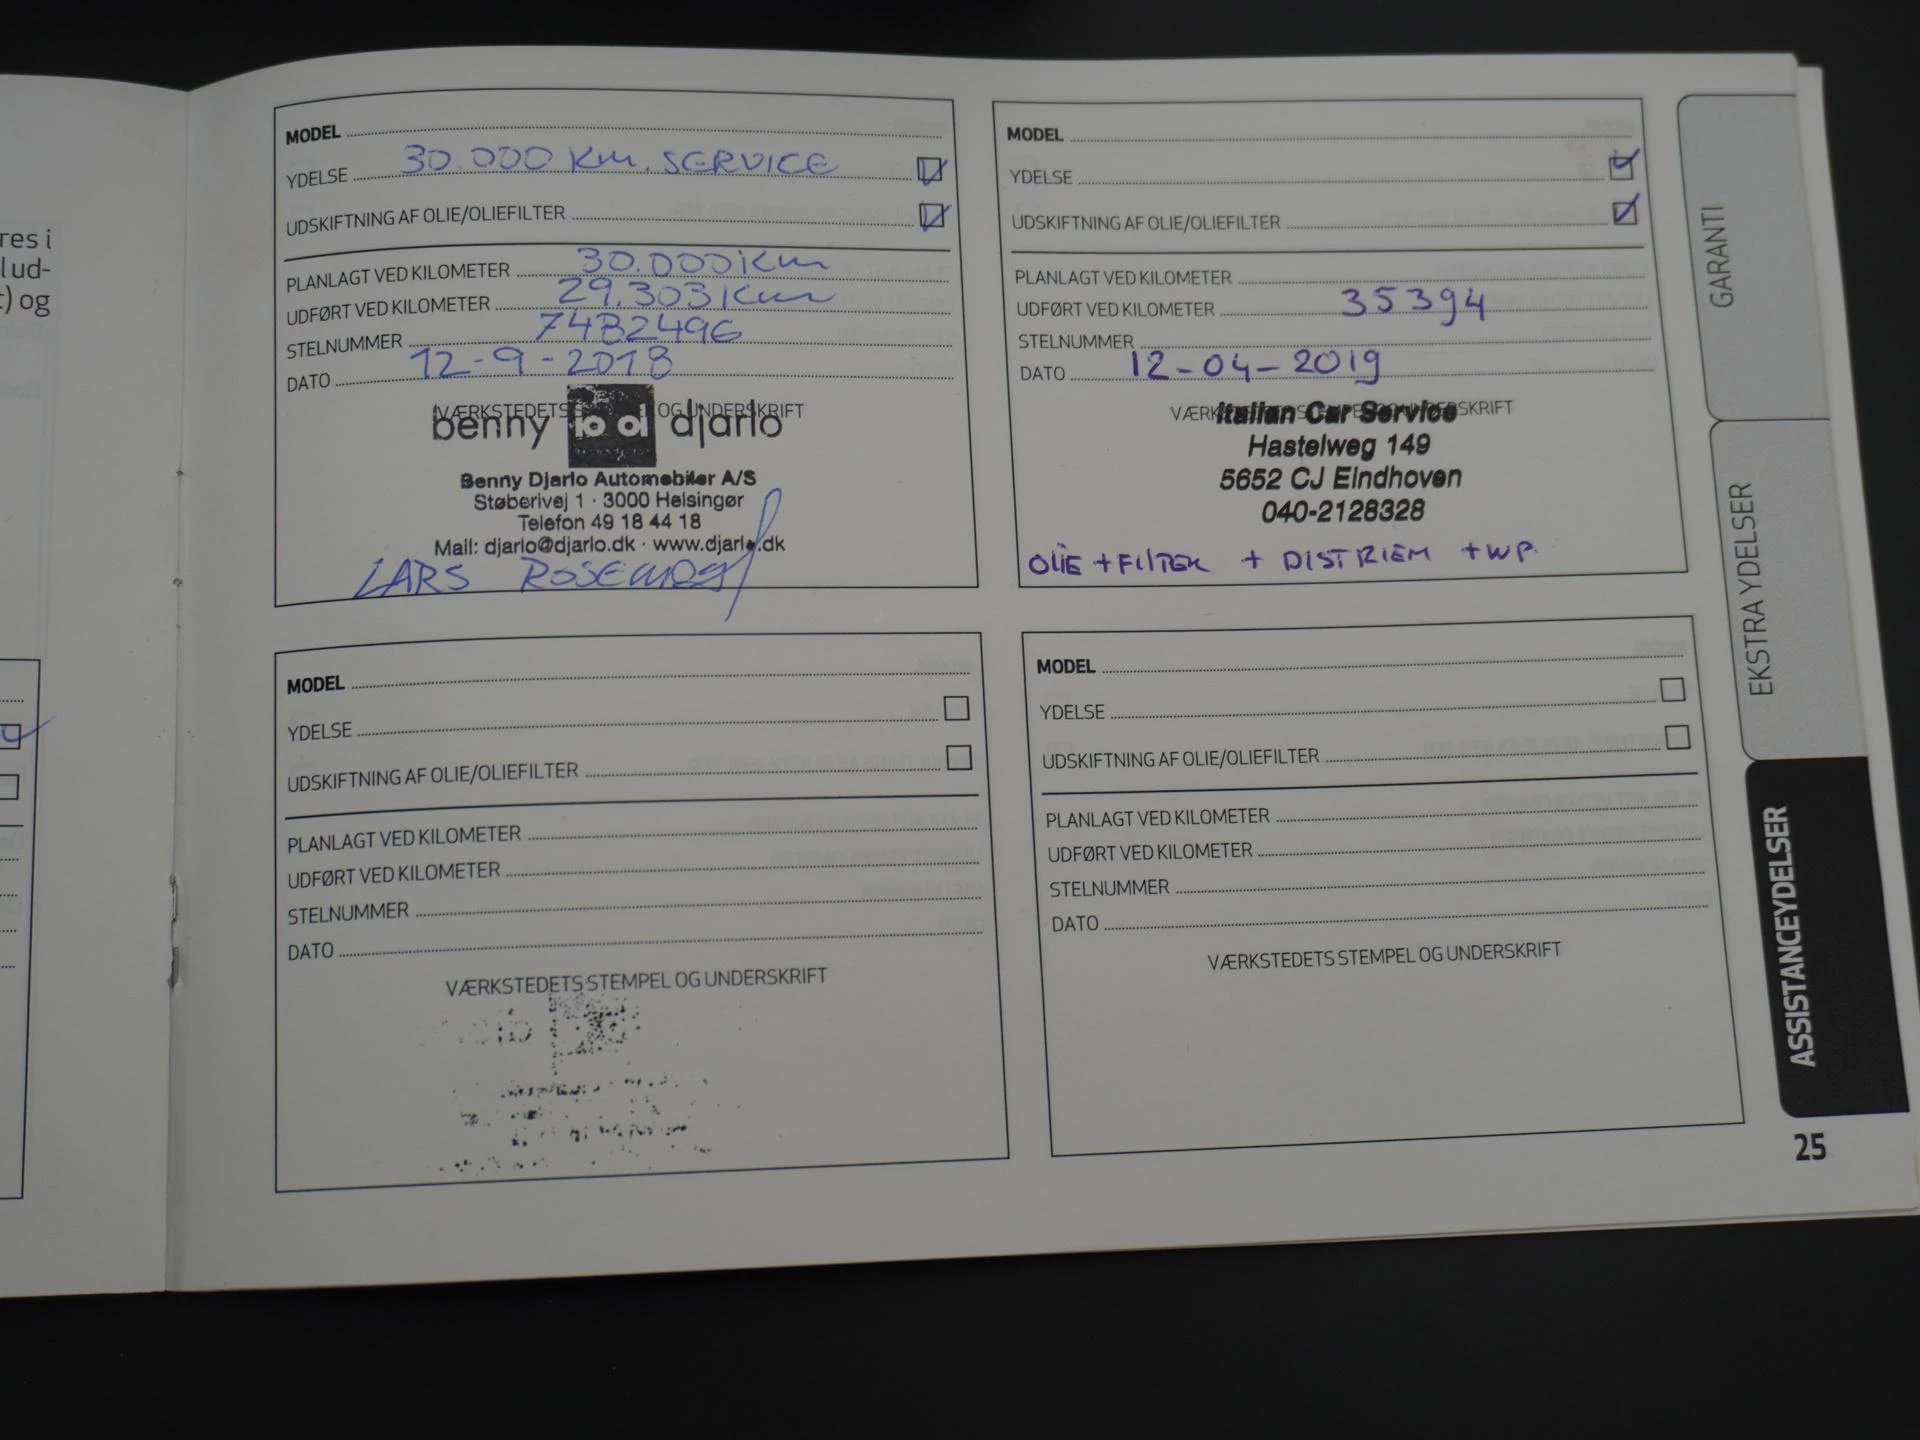 res i
l ud-
t) og
MODEL
YDELSE 30.000 Km. SERVICE
UDSKIFTNING AF OLIE/OLIEFILTER
PLANLAGT VED KILOMETER 30.000 Km
UDFØRT VED KILOMETER 29.303 Km
STELNUMMER 74B2496
DATO 12-9-2018
VÆRKSTEDETS STEMPEL OG UNDERSKRIFT
benny djarlo
Benny Djarlo Automobiler A/S
Støberivej 1 · 3000 Helsingør
Telefon 49 18 44 18
Mail: djarlo@djarlo.dk · www.djarlo.dk
LARS
MODEL
YDELSE
UDSKIFTNING AF OLIE/OLIEFILTER
PLANLAGT VED KILOMETER
UDFØRT VED KILOMETER 35394
STELNUMMER
DATO 12-04-2019
VÆRKSTEDETS STEMPEL OG UNDERSKRIFT
Italian Car Service
Hastelweg 149
5652 CJ Eindhoven
040-2128328
OLIE + FILTER + DISTRIEM + WP.
MODEL
YDELSE
UDSKIFTNING AF OLIE/OLIEFILTER
PLANLAGT VED KILOMETER
UDFØRT VED KILOMETER
STELNUMMER
DATO
VÆRKSTEDETS STEMPEL OG UNDERSKRIFT
MODEL
YDELSE
UDSKIFTNING AF OLIE/OLIEFILTER
PLANLAGT VED KILOMETER
UDFØRT VED KILOMETER
STELNUMMER
DATO
VÆRKSTEDETS STEMPEL OG UNDERSKRIFT
GARANTI
EKSTRA YDELSER
ASSISTANCEYDELSER
25